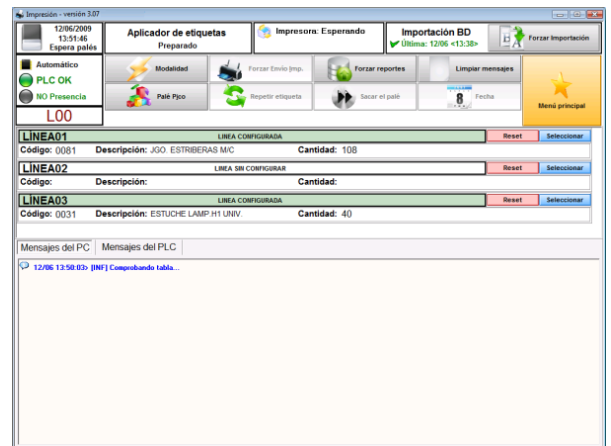 Impresión - versión 3.07
12/06/2009
13:51:46
Espera palés
Aplicador de etiquetas
Preparado
Impresora: Esperando
Importación BD
Última: 12/06 <13:38>
Forzar Importación
Automático
PLC OK
NO Presencia
L00
Modalidad
Forzar Envío Imp.
Forzar reportes
Limpiar mensajes
Palé Pico
Repetir etiqueta
Sacar el palé
8
Fecha
Menú principal
LÍNEA01
LINEA CONFIGURADA
Reset
Seleccionar
Código: 0081
Descripción: JGO. ESTRIBERAS M/C
Cantidad: 108
LÍNEA02
LINEA SIN CONFIGURAR
Reset
Seleccionar
Código:
Descripción:
Cantidad:
LÍNEA03
LINEA CONFIGURADA
Reset
Seleccionar
Código: 0031
Descripción: ESTUCHE LAMP.H1 UNIV.
Cantidad: 40
Mensajes del PC
Mensajes del PLC
12/06 13:50:03> [INF] Comprobando tabla...